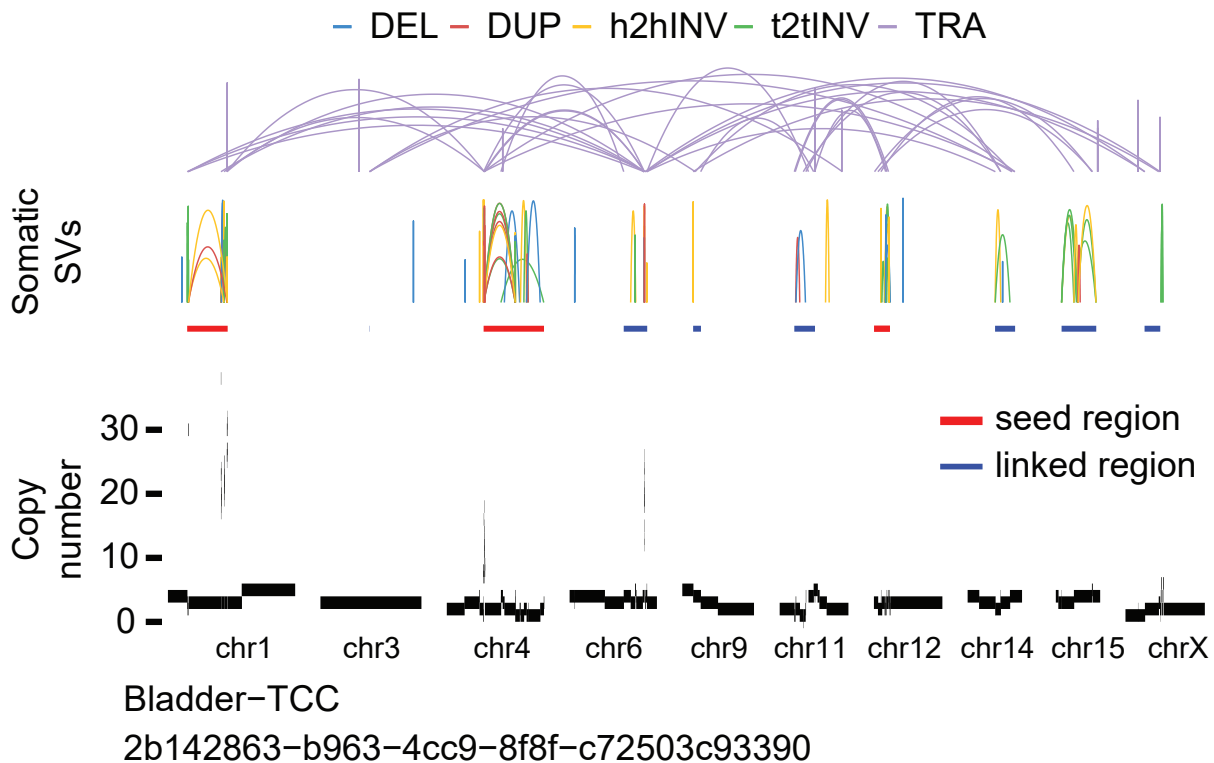 DEL DUP h2hINV t2tINV TRA
Somatic
SVs
seed region
linked region
Copy
number
30
20
10
0
chr1 chr3 chr4 chr6 chr9 chr11 chr12 chr14 chr15 chrX
Bladder−TCC
2b142863−b963−4cc9−8f8f−c72503c93390